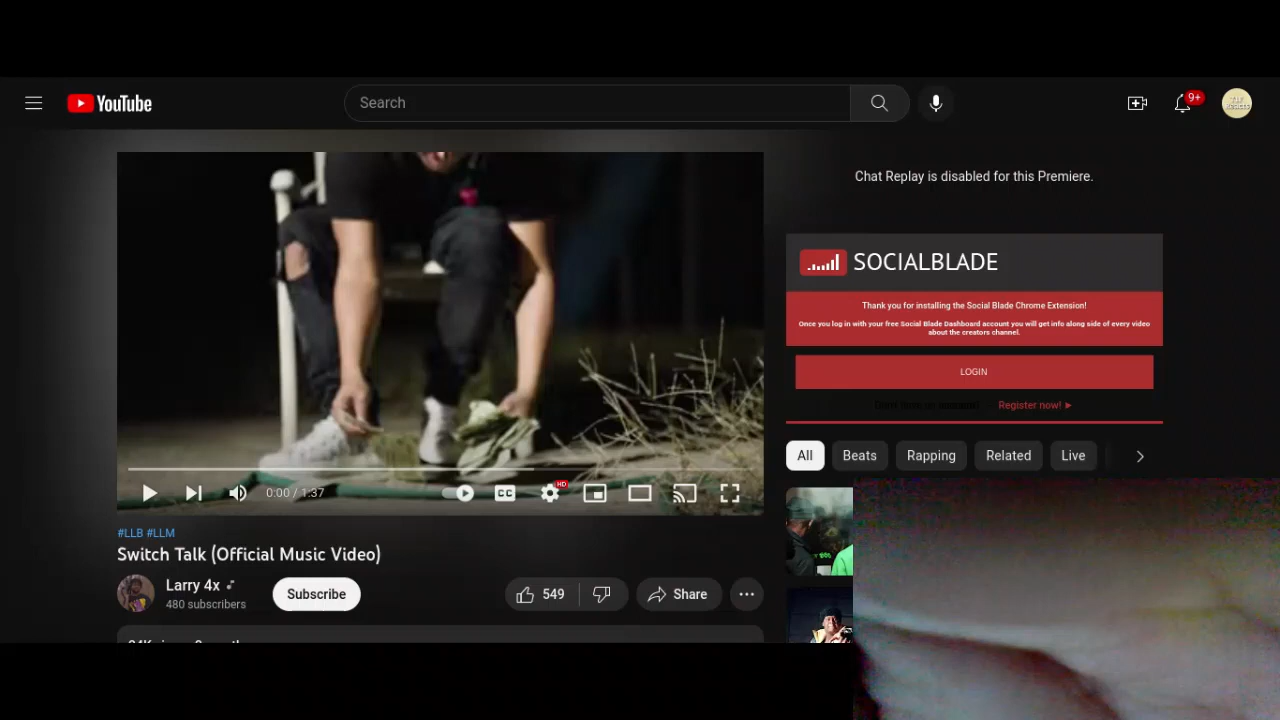 YouTube
Search
9+
Chat Replay is disabled for this Premiere.
SOCIALBLADE
Thank you for installing the Social Blade Chrome Extension!
Once you log in with your free Social Blade Dashboard account you will get info along side of every video
about the creators channel.
LOGIN
Register now! ►
All
Beats
Rapping
Related
Live
CC
HD
0:00 / 1:37
#LLB #LLM
Switch Talk (Official Music Video)
Larry 4x
480 subscribers
Subscribe
549
Share